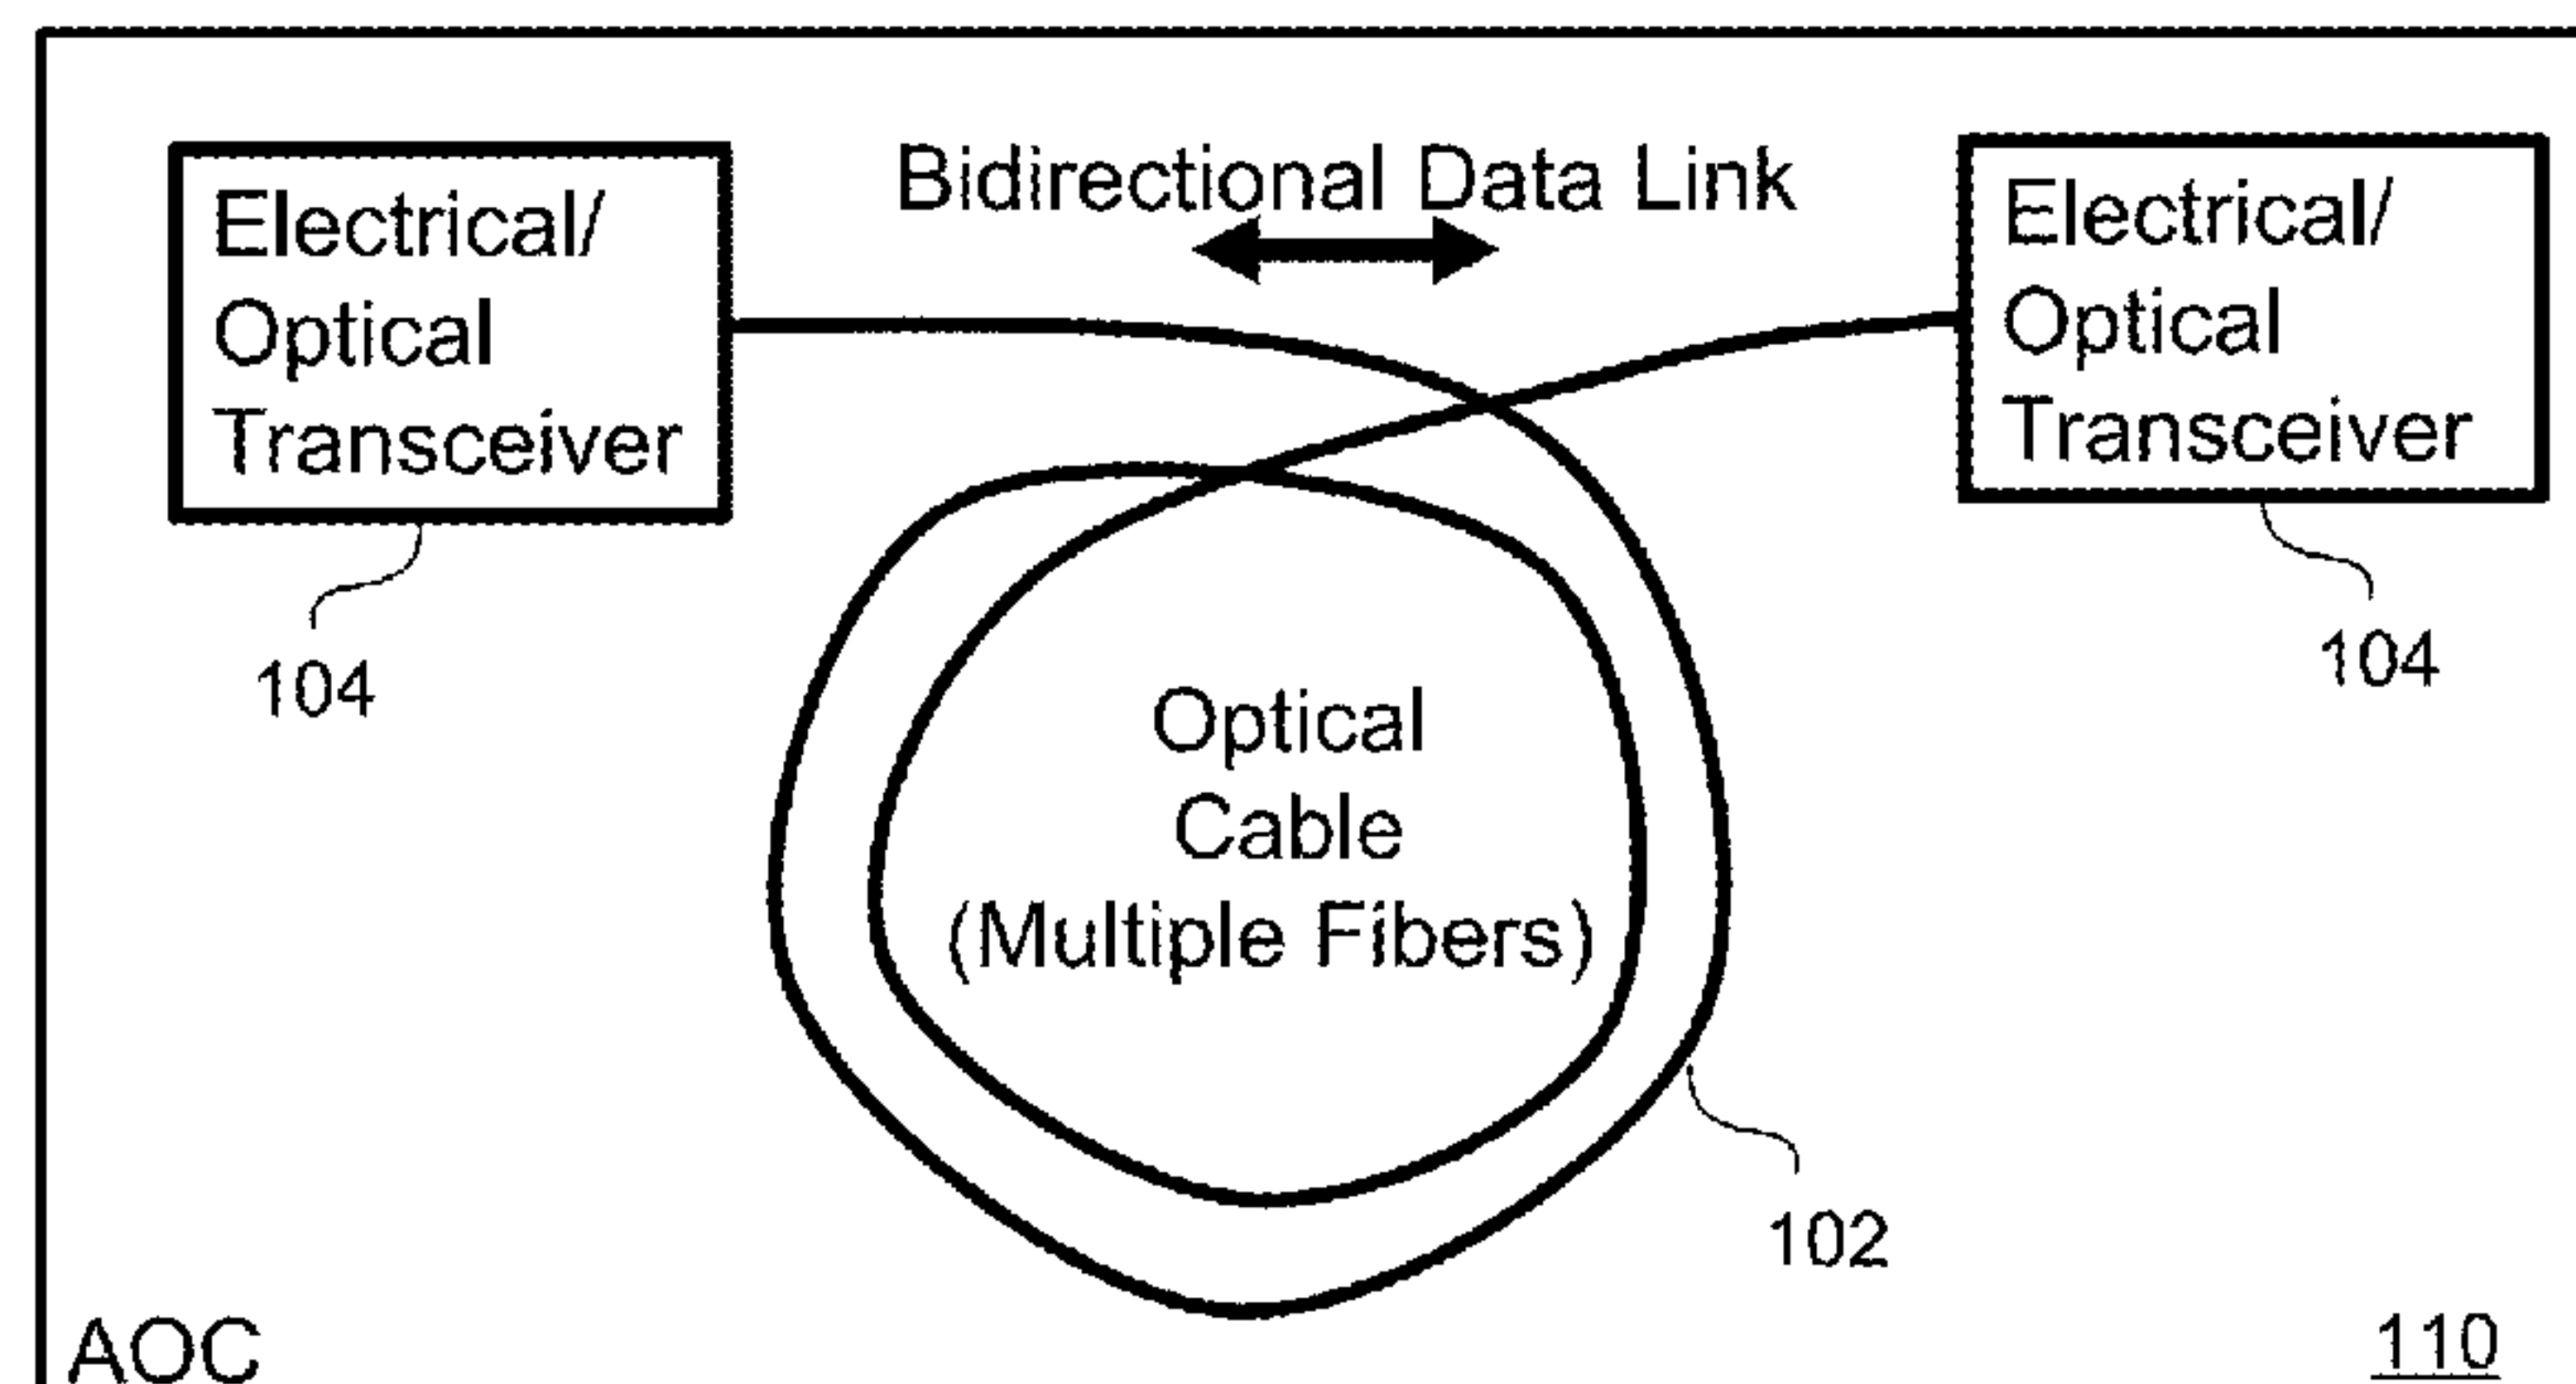 Bidirectional Data Link
Electrical/
Optical
Transceiver
104
Electrical/
Optical
Transceiver
104
Optical
Cable
(Multiple Fibers)
102
AOC
110